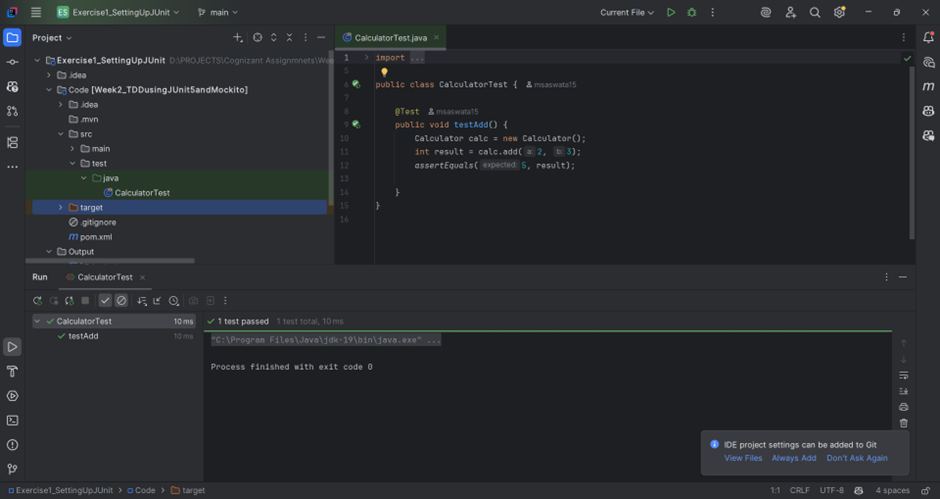 ES Exercise1_SettingUpJUnit main Current File
Project
Exercise1_SettingUpJUnit D:\PROJECTS\Cognizant Assignmnets\Wee
.idea
Code [Week2_TDDusingJUnit5andMockito]
.idea
.mvn
src
main
test
java
CalculatorTest
target
.gitignore
pom.xml
Output
CalculatorTest.java
1 import ...
5
6 public class CalculatorTest { msaswata15
7
8 @Test msaswata15
9 public void testAdd() {
10 Calculator calc = new Calculator();
11 int result = calc.add( a: 2, b: 3);
12 assertEquals( expected: 5, result);
13
14 }
15 }
16
Run CalculatorTest
CalculatorTest 10 ms
testAdd 10 ms
1 test passed 1 test total, 10 ms
"C:\Program Files\Java\jdk-19\bin\java.exe" ...
Process finished with exit code 0
IDE project settings can be added to Git
View Files Always Add Don't Ask Again
Exercise1_SettingUpJUnit > Code > target 1:1 CRLF UTF-8 4 spaces